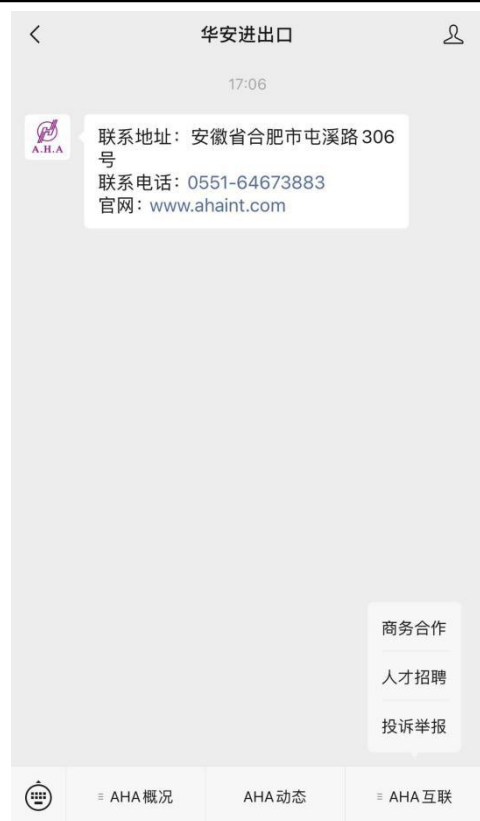 华安进出口
17:06
A.H.A
联系地址：安徽省合肥市屯溪路306
号
联系电话：0551-64673883
官网：www.ahaint.com
商务合作
人才招聘
投诉举报
AHA概况
AHA动态
AHA互联